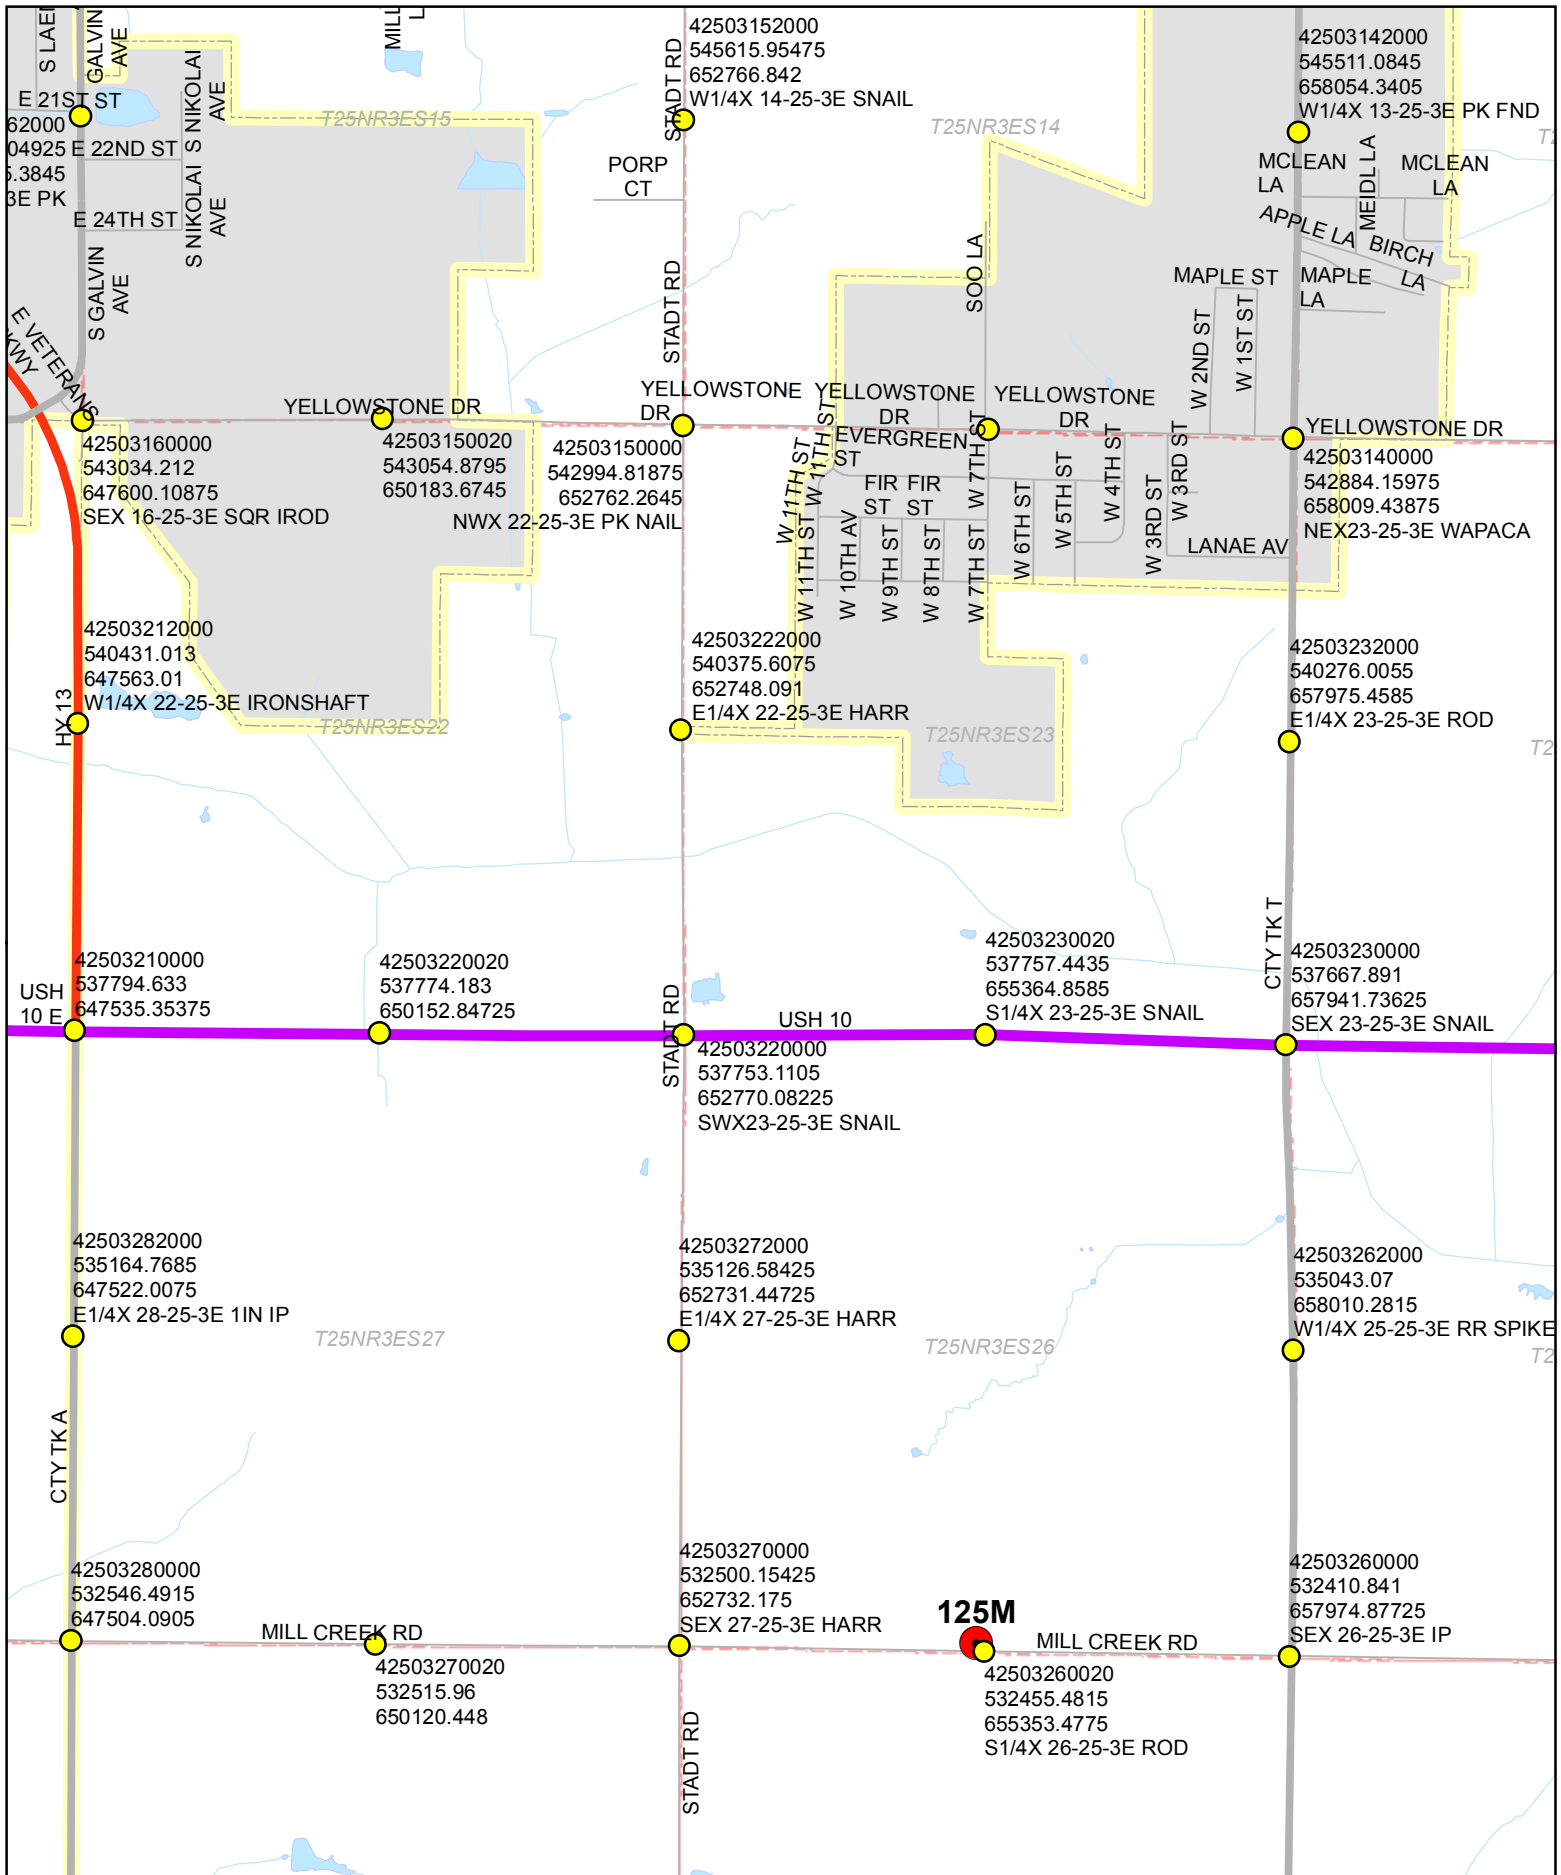 S LAE
GALVIN
AVE
MILL
L
STADT RD
42503152000
545615.95475
652766.842
W1/4X 14-25-3E SNAIL
42503142000
545511.0845
658054.3405
W1/4X 13-25-3E PK FND
E 21ST ST
62000
04925
5.3845
3E PK
E 22ND ST
E 24TH ST
S NIKOLAI
AVE
S NIKOLAI
AVE
T25NR3ES15
T25NR3ES14
T2
PORP
CT
MCLEAN
LA
MEIDL LA
MCLEAN
LA
APPLE LA
BIRCH
LA
S GALVIN
AVE
STADT RD
SOO LA
MAPLE ST
MAPLE
LA
W 2ND ST
W 1ST ST
E VETERANS
KWY
YELLOWSTONE DR
YELLOWSTONE
DR
YELLOWSTONE
DR
YELLOWSTONE
DR
YELLOWSTONE DR
42503160000
543034.212
647600.10875
SEX 16-25-3E SQR IROD
42503150020
543054.8795
650183.6745
42503150000
542994.81875
652762.2645
NWX 22-25-3E PK NAIL
42503140000
542884.15975
658009.43875
NEX23-25-3E WAPACA
W 11TH ST
W 11TH ST
EVERGREEN
ST
FIR
ST
FIR
ST
W 7TH ST
W 6TH ST
W 5TH ST
W 4TH ST
W 3RD ST
W 3RD ST
LANAE AV
W 11TH ST
W 10TH AV
W 9TH ST
W 8TH ST
W 7TH ST
42503212000
540431.013
647563.01
W1/4X 22-25-3E IRONSHAFT
42503222000
540375.6075
652748.091
E1/4X 22-25-3E HARR
42503232000
540276.0055
657975.4585
E1/4X 23-25-3E ROD
HY 13
T25NR3ES22
T25NR3ES23
T2
42503210000
537794.633
647535.35375
USH
10 E
42503220020
537774.183
650152.84725
STADT RD
USH 10
42503220000
537753.1105
652770.08225
SWX23-25-3E SNAIL
42503230020
537757.4435
655364.8585
S1/4X 23-25-3E SNAIL
CTY TK T
42503230000
537667.891
657941.73625
SEX 23-25-3E SNAIL
42503282000
535164.7685
647522.0075
E1/4X 28-25-3E 1IN IP
42503272000
535126.58425
652731.44725
E1/4X 27-25-3E HARR
42503262000
535043.07
658010.2815
W1/4X 25-25-3E RR SPIKE
T25NR3ES27
T25NR3ES26
T2
CTY TK A
42503280000
532546.4915
647504.0905
MILL CREEK RD
42503270020
532515.96
650120.448
42503270000
532500.15425
652732.175
SEX 27-25-3E HARR
125M
MILL CREEK RD
42503260020
532455.4815
655353.4775
S1/4X 26-25-3E ROD
42503260000
532410.841
657974.87725
SEX 26-25-3E IP
STADT RD